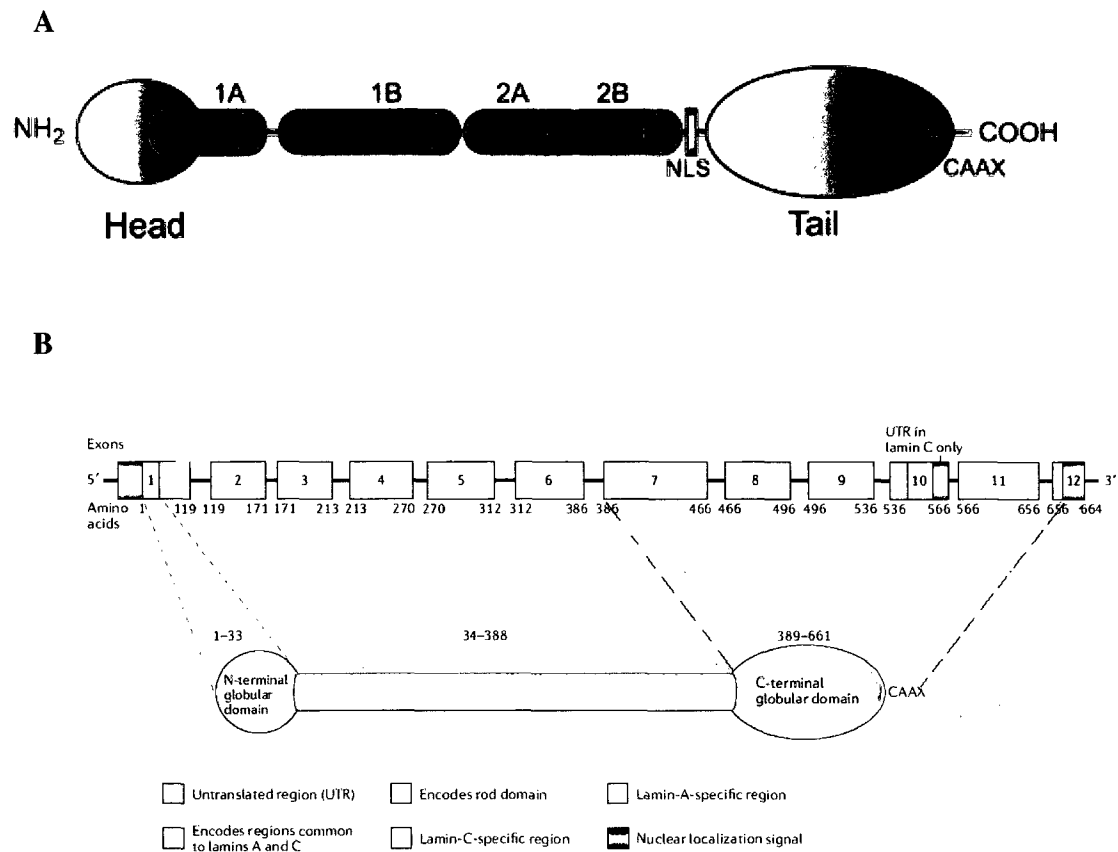 A
1A 1B 2A 2B
NH2 NLS COOH
CAAX
Head Tail
B
Exons UTR in
lamin C only
5′ 1 2 3 4 5 6 7 8 9 10 11 12 3′
Amino
acids 1 119 119 171 171 213 213 270 270 312 312 386 386 466 466 496 496 536 536 566 566 656 656 664
1–33 34–388 389–661
N-terminal
globular
domain
C-terminal
globular domain
CAAX
Untranslated region (UTR) Encodes rod domain Lamin-A-specific region
Encodes regions common
to lamins A and C
Lamin-C-specific region Nuclear localization signal